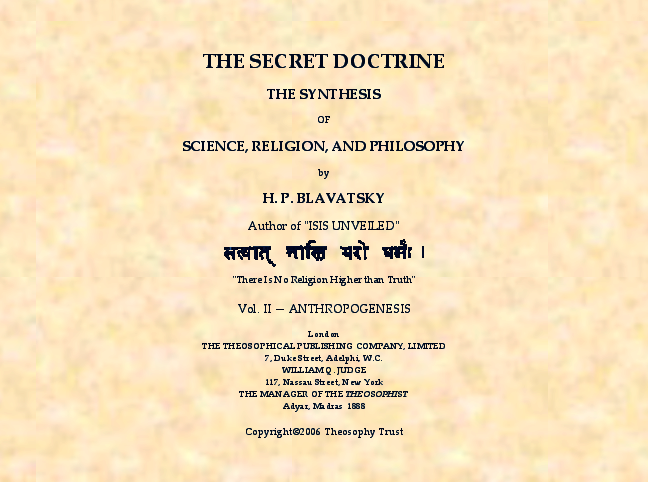 THE SECRET DOCTRINE
THE SYNTHESIS
OF
SCIENCE, RELIGION, AND PHILOSOPHY
by
H. P. BLAVATSKY
Author of "ISIS UNVEILED"
सत्यात् नास्ति परो धर्मः ।
"There Is No Religion Higher than Truth"
Vol. II — ANTHROPOGENESIS
London
THE THEOSOPHICAL PUBLISHING COMPANY, LIMITED
7, Duke Street, Adelphi, W.C.
WILLIAM Q. JUDGE
117, Nassau Street, New York
THE MANAGER OF THE THEOSOPHIST
Adyar, Madras 1888
Copyright©2006 Theosophy Trust